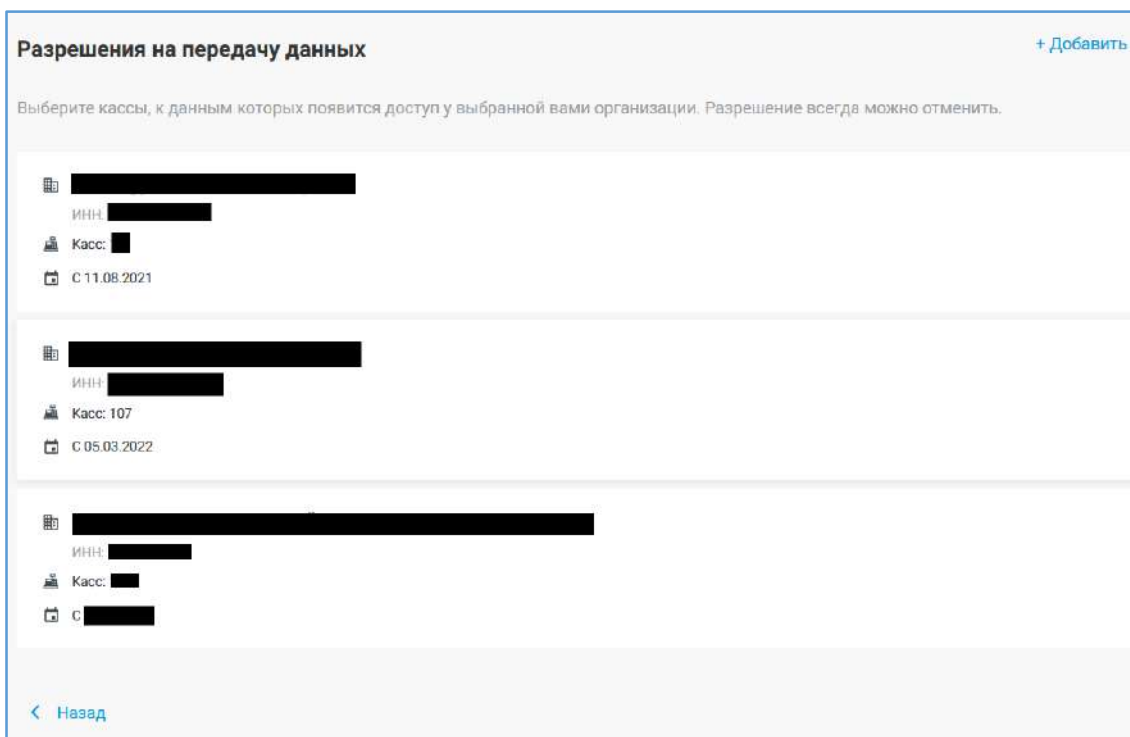 Разрешения на передачу данных
+ Добавить
Выберите кассы, к данным которых появится доступ у выбранной вами организации. Разрешение всегда можно отменить.
ИНН:
Касс:
С 11.08.2021
ИНН:
Касс: 107
С 05.03.2022
ИНН:
Касс:
С
Назад